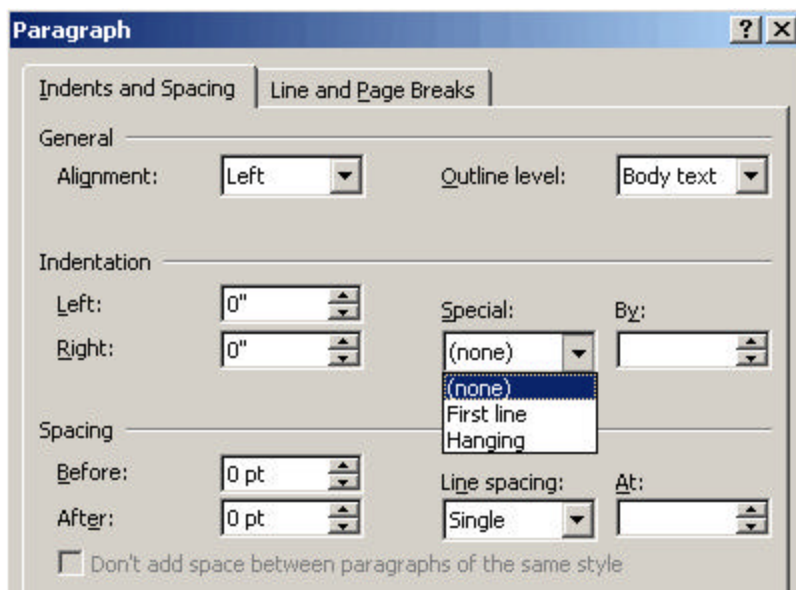 Paragraph
Indents and Spacing Line and Page Breaks
General
Alignment: Left Outline level: Body text
Indentation
Left: 0" Special: By:
Right: 0" (none)
(none)
First line
Hanging
Spacing
Before: 0 pt Line spacing: At:
After: 0 pt Single
Don't add space between paragraphs of the same style